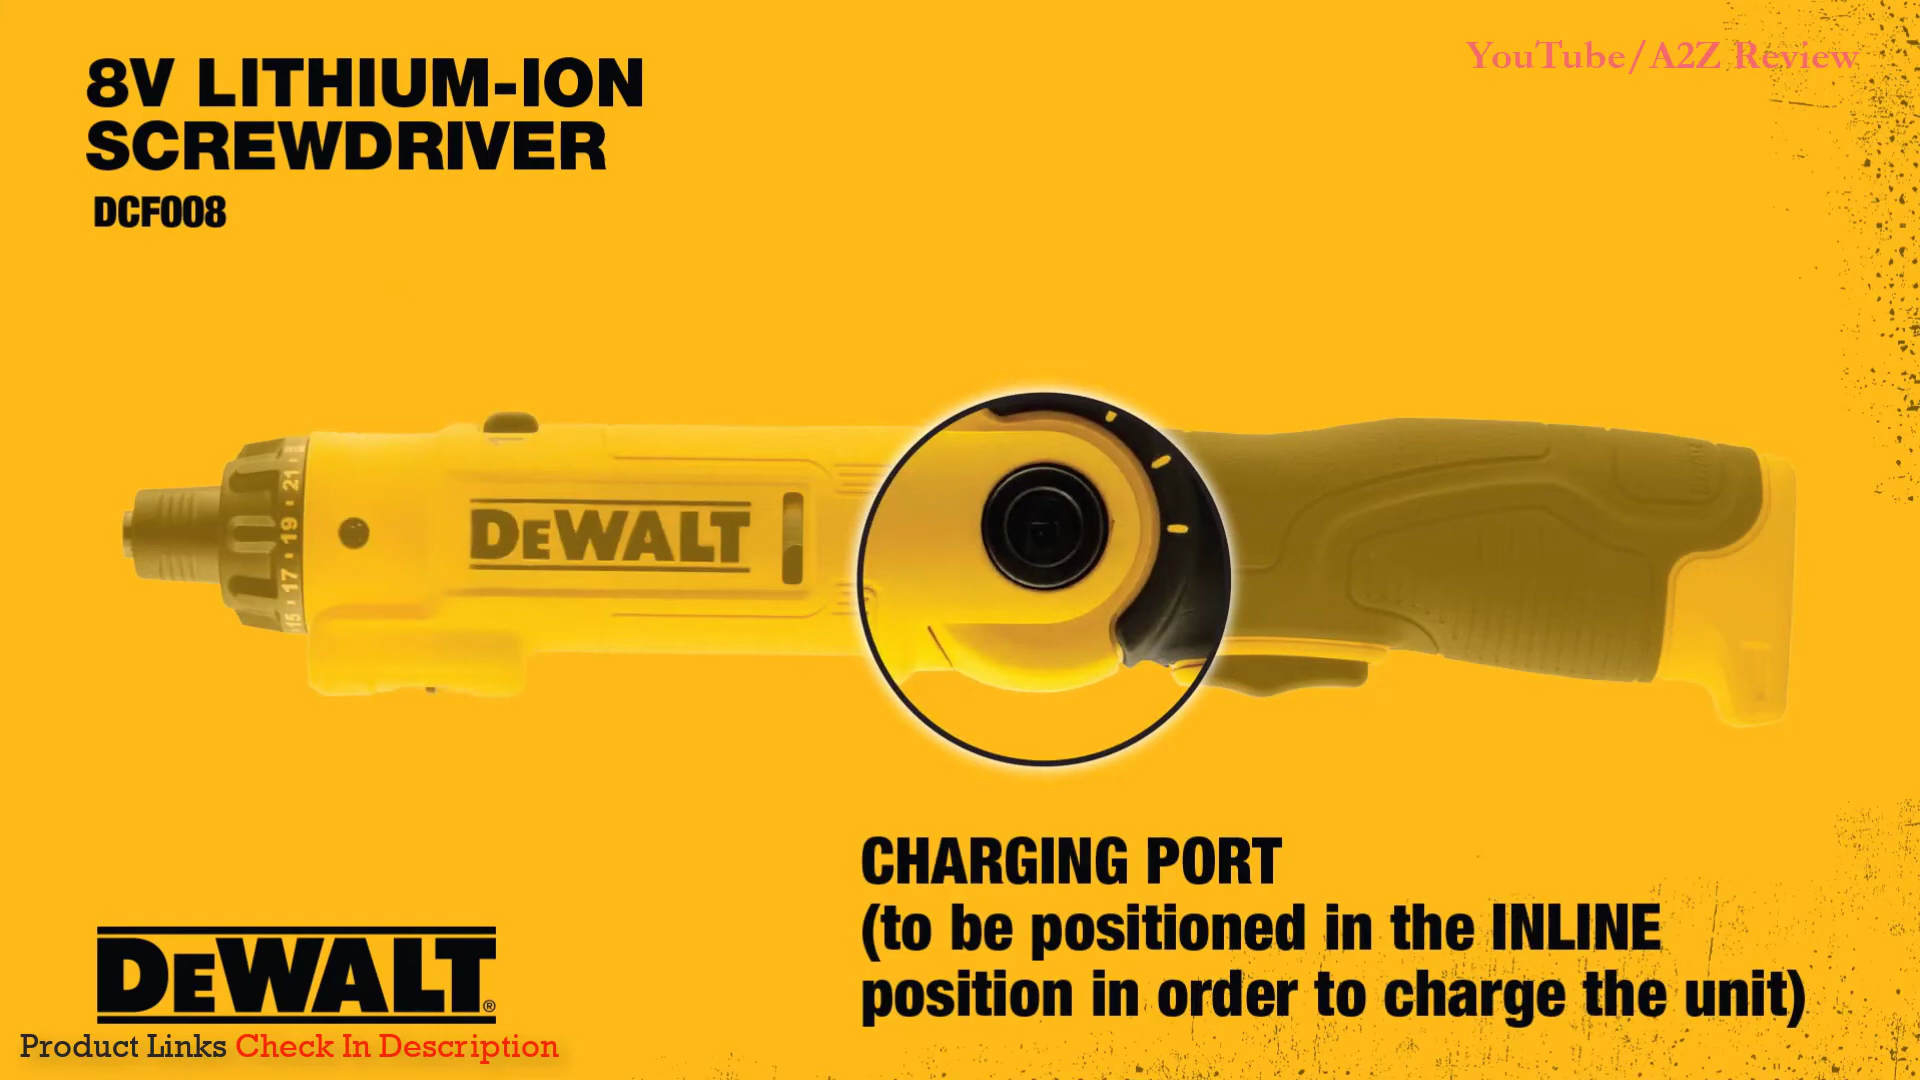 8V LITHIUM-ION
SCREWDRIVER
DCF008
YouTube/A2Z Review
21
19
17
15
DEWALT
CHARGING PORT
(to be positioned in the INLINE
position in order to charge the unit)
DEWALT®
Product Links Check In Description